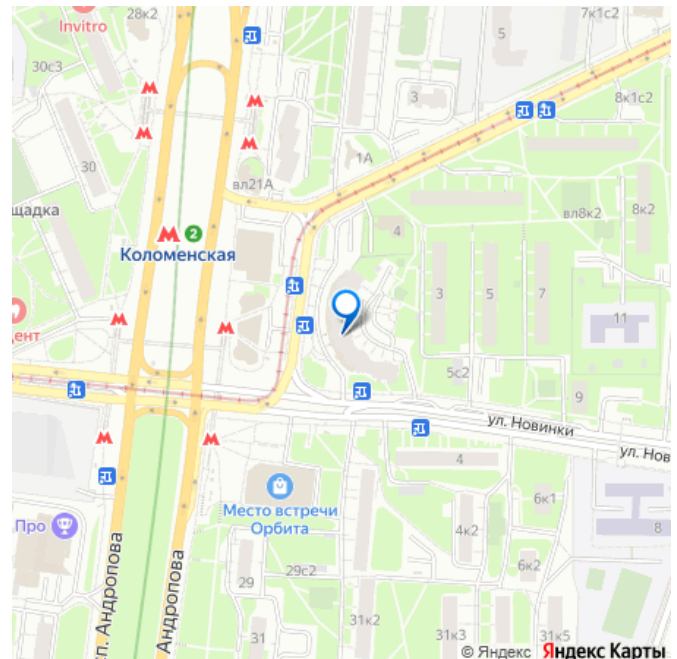 28к2
Invitro
7к1с2
5
30с3
3
8к1с2
30
1А
вл21А
щадка
вл8к2
8к2
4
2
Коломенская
3
5
7
11
ент
5с2
9
ул. Новинки
ул. Нов
4
Место встречи
Орбита
6к1
Про
4к2
8
сп. Андропова
Андропова
6к2
29
29с2
31к2
31
31к3
31к5
© Яндекс Яндекс Карты